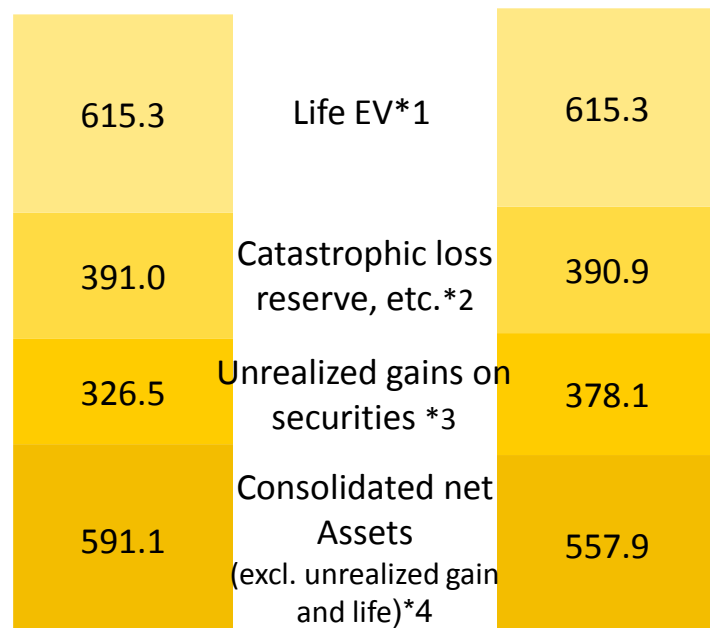 615.3
Life EV*1
615.3
391.0
Catastrophic loss
reserve, etc.*2
390.9
326.5
Unrealized gains on
securities *3
378.1
591.1
Consolidated net
Assets
(excl. unrealized gain
and life)*4
557.9